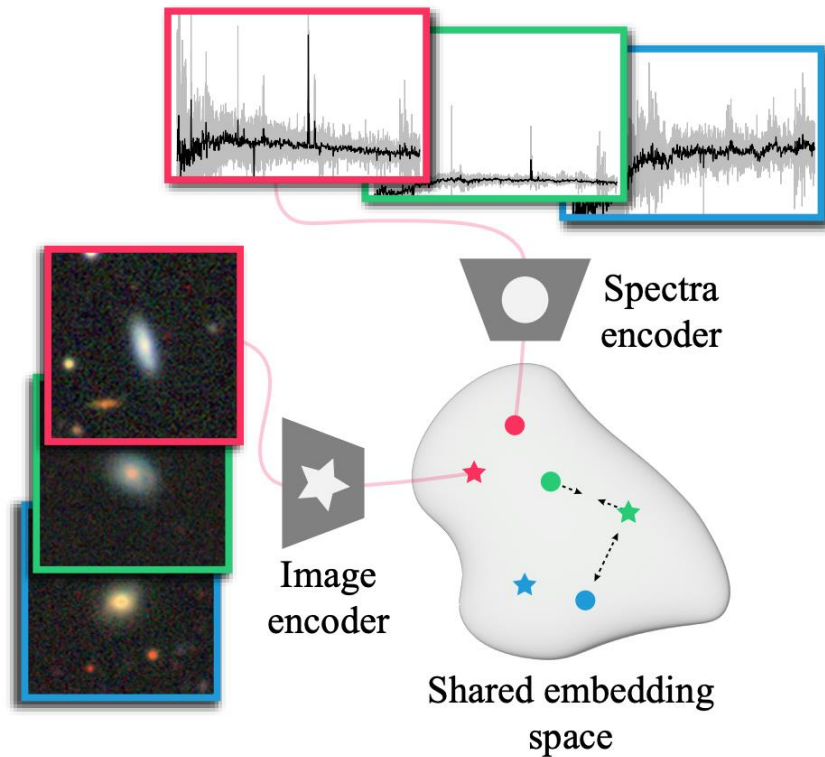 Spectra
encoder
Image
encoder
Shared embedding
space